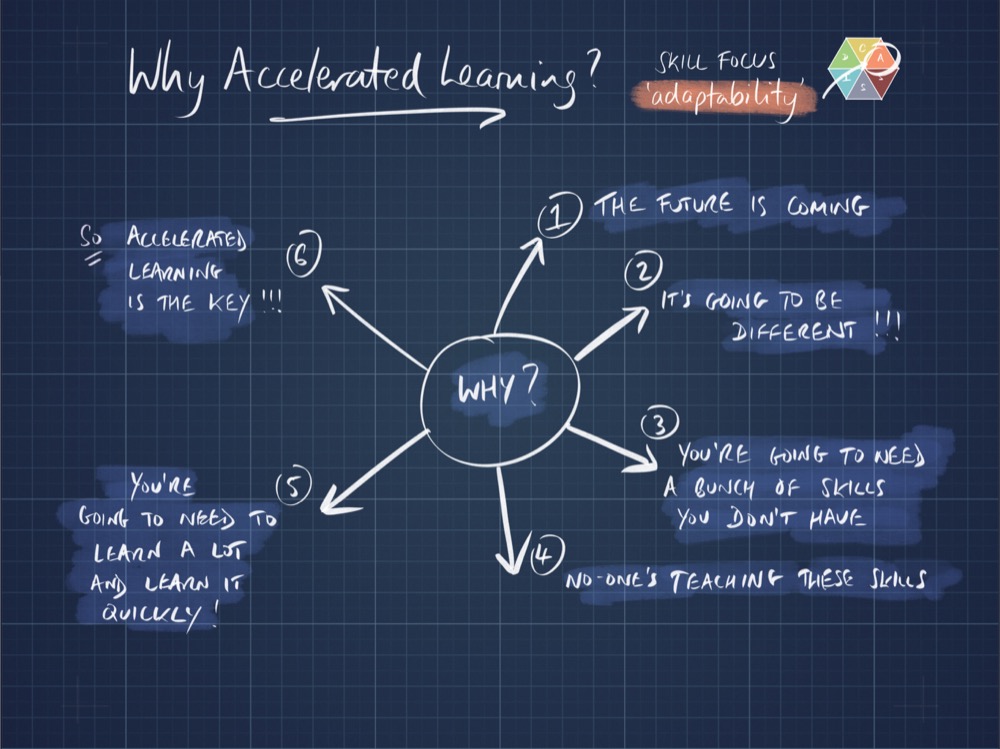 Why Accelerated Learning?
SKILL FOCUS
'adaptability'
1
THE FUTURE IS COMING
2
IT'S GOING TO BE
DIFFERENT !!!
3
YOU'RE GOING TO NEED
A BUNCH OF SKILLS
YOU DON'T HAVE
4
NO-ONE'S TEACHING THESE SKILLS
5
YOU'RE
GOING TO NEED TO
LEARN A LOT
AND LEARN IT
QUICKLY!
6
SO ACCELERATED
LEARNING
IS THE KEY !!!
WHY?